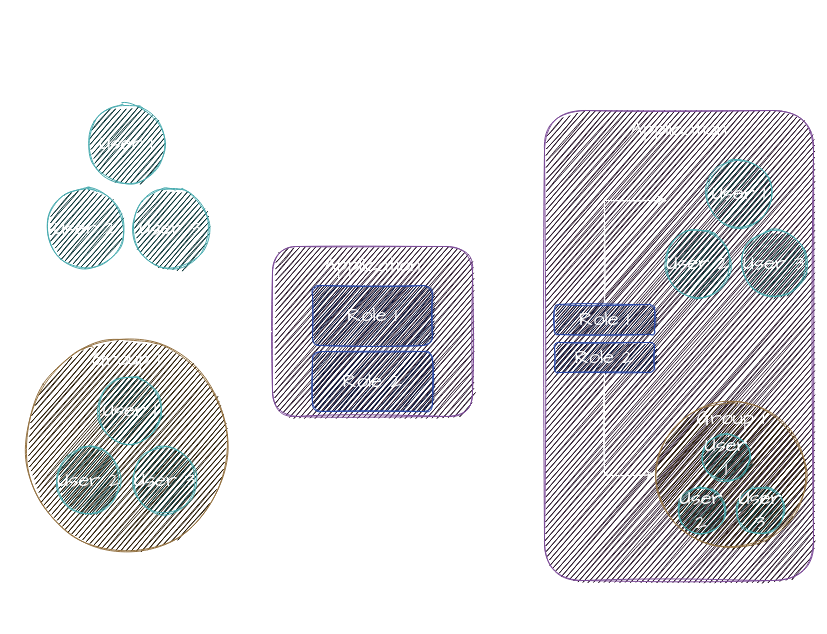 User 1
User 2
User 3
Group 1
User 1
User 2
User 3
Application
Role 1
Role 2
Application
User 1
User 2
User 3
Role 1
Role 2
Group 1
User
1
User
2
User
3